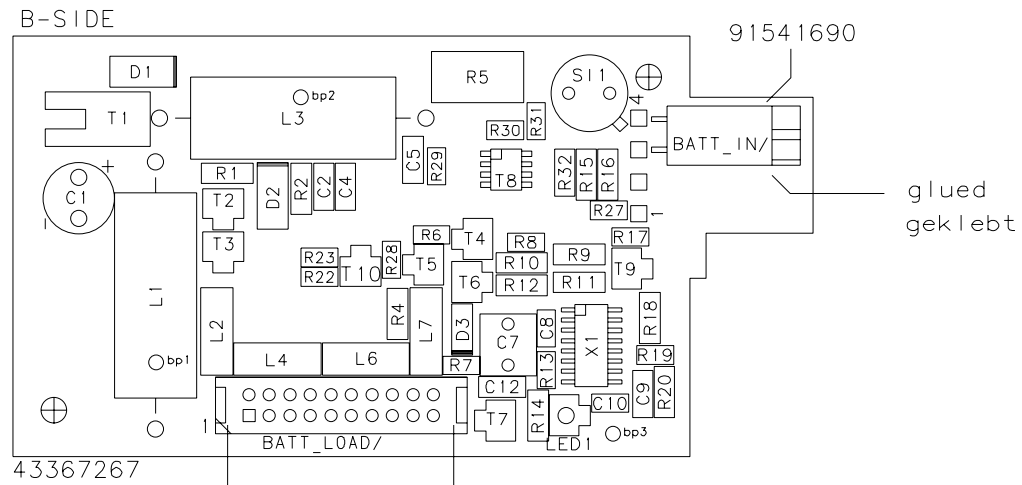 B-SIDE
91541690
D1
T1
bp2
L3
R5
SI1
4
R31
R30
BATT_IN/
C1
+
-
R1
T2
T3
D2
R2
C2
C4
C5
R29
T8
R32
R15
R16
R27
1
glued
geklebt
R23
R22
T10
R28
R6
T5
T4
T6
R8
R10
R12
R9
R11
R17
T9
L1
bp1
L2
L4
L6
R4
L7
D3
R7
C7
C8
R13
X1
R18
R19
C9
R20
C12
T7
R14
LED1
C10
bp3
1
BATT_LOAD/
43367267